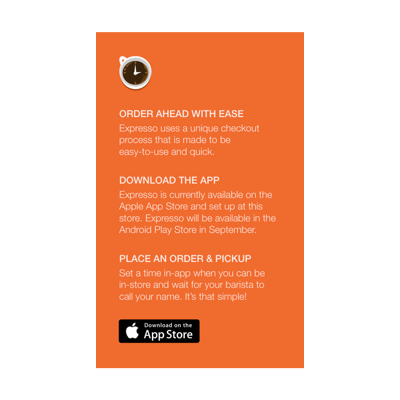 ORDER AHEAD WITH EASE
Expresso uses a unique checkout
process that is made to be
easy-to-use and quick.
DOWNLOAD THE APP
Expresso is currently available on the
Apple App Store and set up at this
store. Expresso will be available in the
Android Play Store in September.
PLACE AN ORDER & PICKUP
Set a time in-app when you can be
in-store and wait for your barista to
call your name. It's that simple!
Download on the
App Store